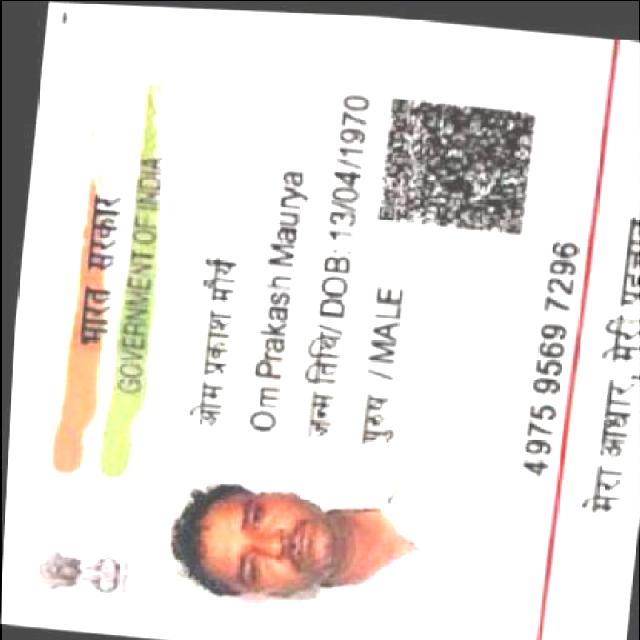 भारत सरकार
GOVERNMENT OF INDIA
ओम प्रकाश मौर्य
Om Prakash Maurya
जन्म तिथि/ DOB: 13/04/1970
पुरुष / MALE
4975 9569 7296
मेरा आधार, मेरी पहचान